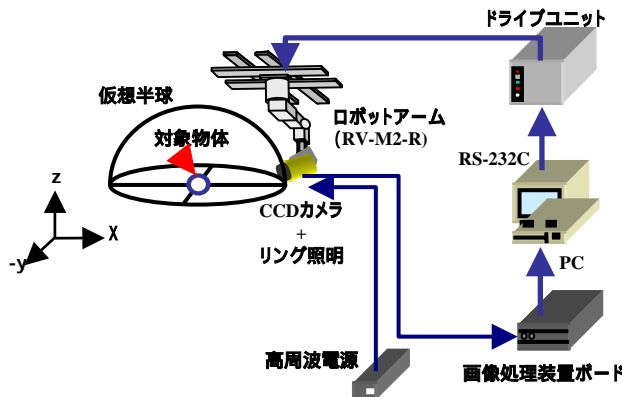 ドライブユニット
仮想半球
ロボットアーム
(RV-M2-R)
対象物体
RS-232C
z
X
-y
CCDカメラ
+
リング照明
PC
高周波電源
画像処理装置ボード